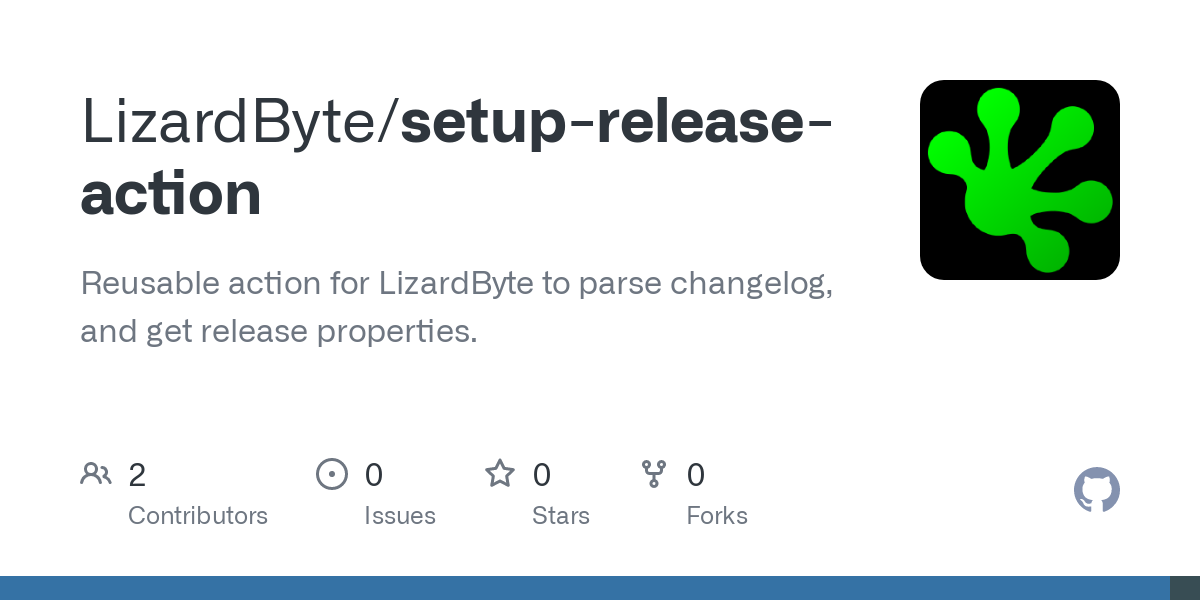 LizardByte/setup-release-
action
Reusable action for LizardByte to parse changelog,
and get release properties.
2 0 0 0
Contributors Issues Stars Forks